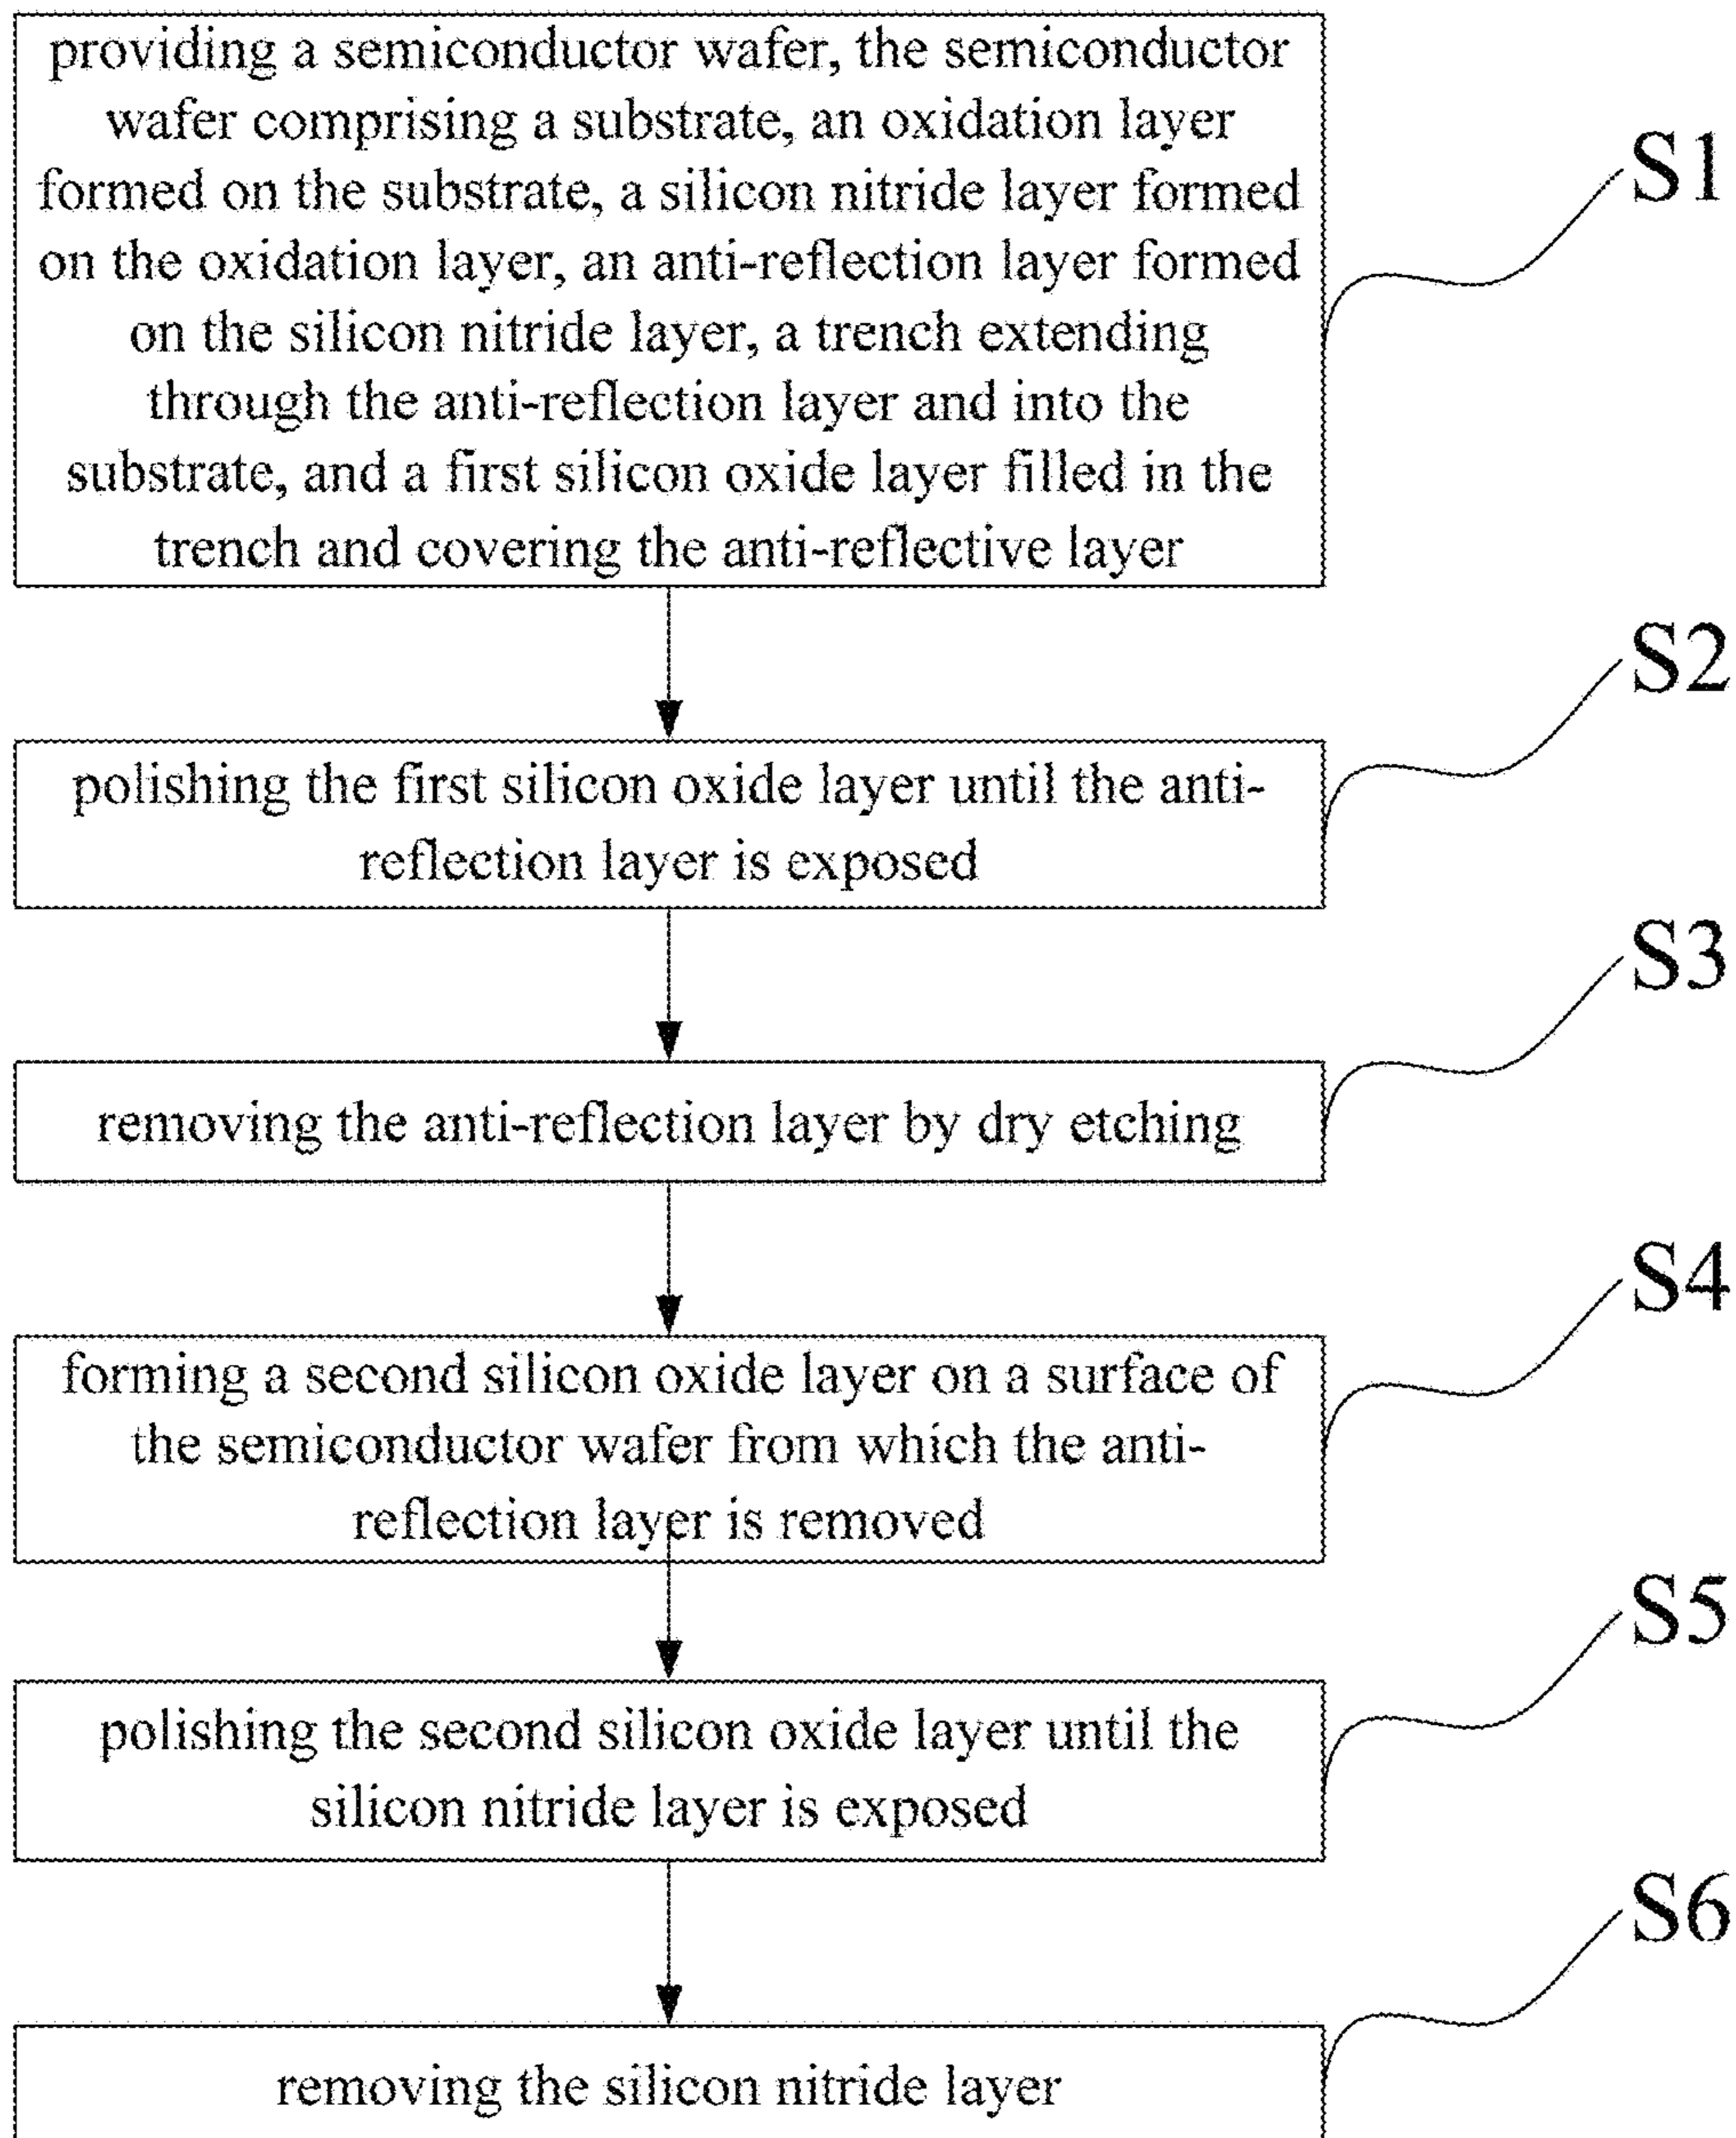 providing a semiconductor wafer, the semiconductor
wafer comprising a substrate, an oxidation layer
formed on the substrate, a silicon nitride layer formed
on the oxidation layer, an anti-reflection layer formed
on the silicon nitride layer, a trench extending
through the anti-reflection layer and into the
substrate, and a first silicon oxide layer filled in the
trench and covering the anti-reflective layer
S1
polishing the first silicon oxide layer until the anti-
reflection layer is exposed
S2
removing the anti-reflection layer by dry etching
S3
forming a second silicon oxide layer on a surface of
the semiconductor wafer from which the anti-
reflection layer is removed
S4
polishing the second silicon oxide layer until the
silicon nitride layer is exposed
S5
removing the silicon nitride layer
S6